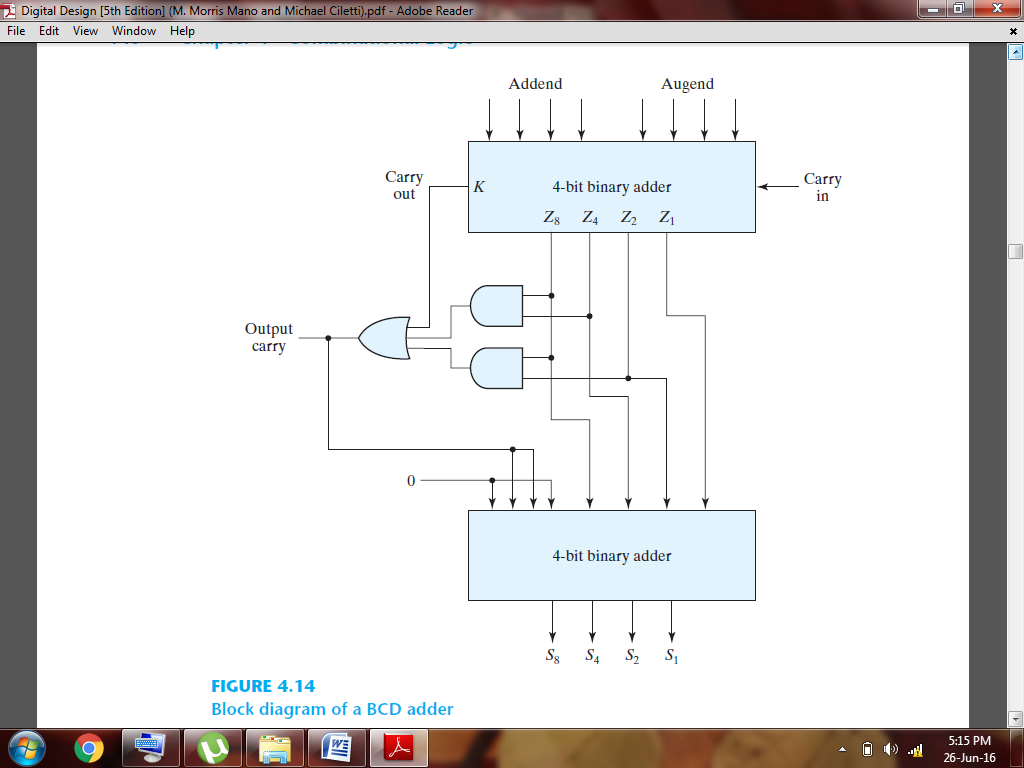 Digital Design [5th Edition] (M. Morris Mano and Michael Ciletti).pdf - Adobe Reader
File Edit View Window Help
Addend Augend
Carry out
K 4-bit binary adder
Carry in
Z8 Z4 Z2 Z1
Output carry
0
4-bit binary adder
S8 S4 S2 S1
FIGURE 4.14
Block diagram of a BCD adder
5:15 PM
26-Jun-16